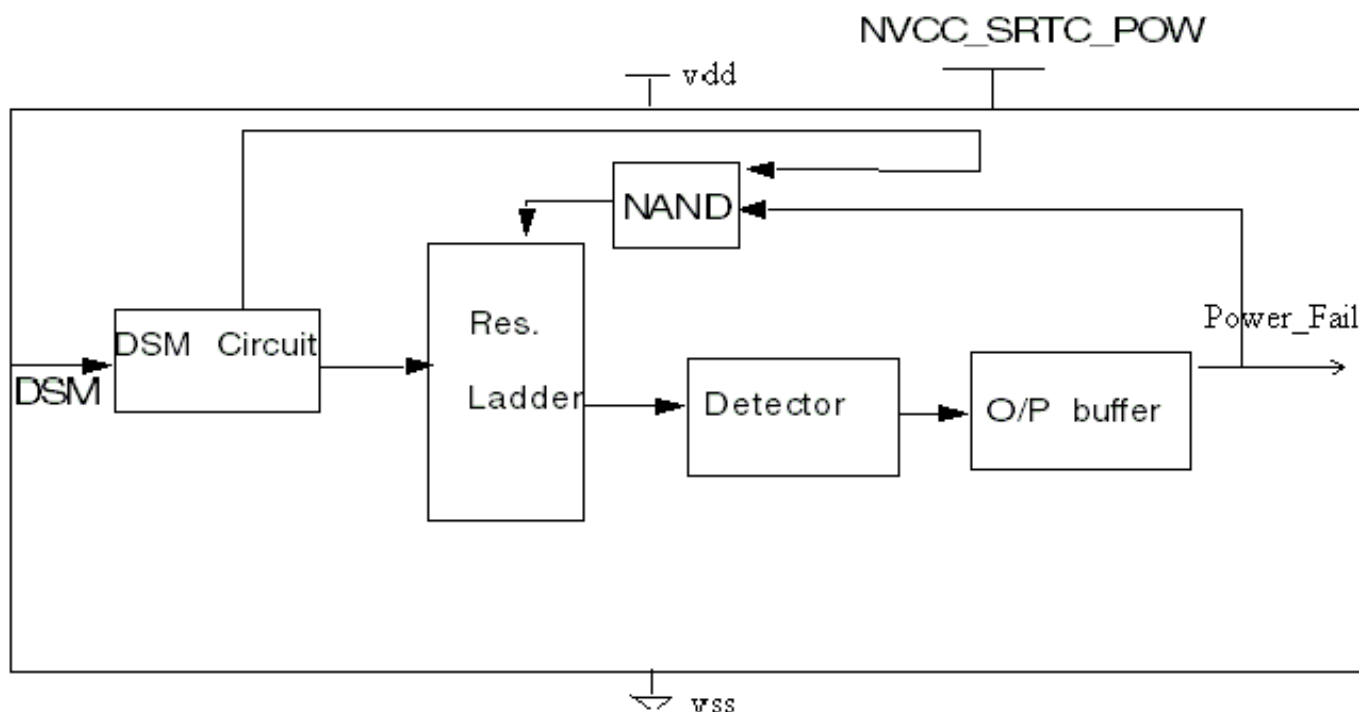 NVCC_SRTC_POW
vdd
NAND
Power_Fail
DSM Circuit
DSM
Res.
Ladder
Detector
O/P buffer
vss